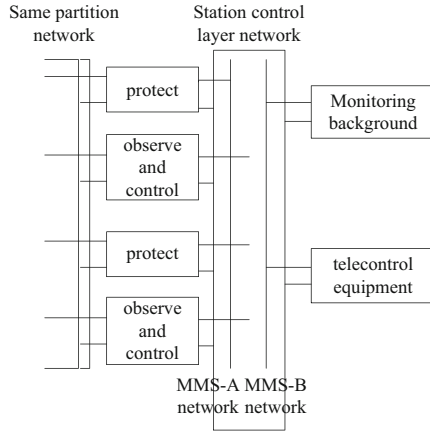 Same partition
network
Station control
layer network
protect
Monitoring
background
observe
and
control
protect
telecontrol
equipment
observe
and
control
MMS-A MMS-B
network network